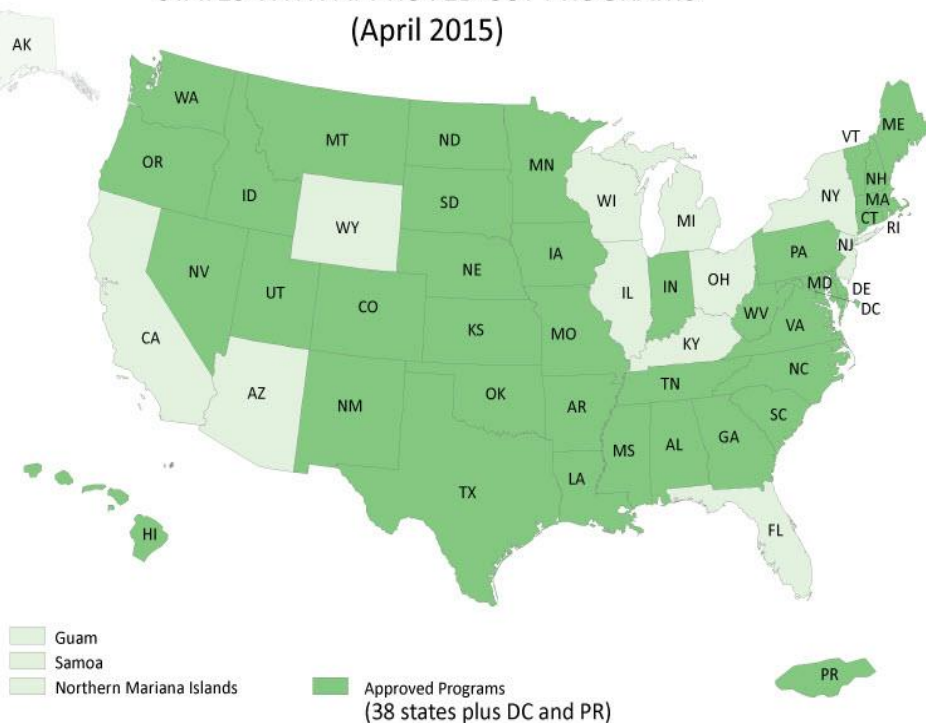 (April 2015)
AK
WA
MT
ND
MN
VT
ME
OR
ID
SD
WI
MI
NY
NH
MA
CT
RI
WY
NV
UT
CO
NE
IA
IL
IN
OH
PA
NJ
MD
DE
DC
CA
KS
MO
KY
WV
VA
AZ
NM
OK
AR
TN
NC
SC
TX
LA
MS
AL
GA
HI
FL
PR
Guam
Samoa
Northern Mariana Islands
Approved Programs
(38 states plus DC and PR)